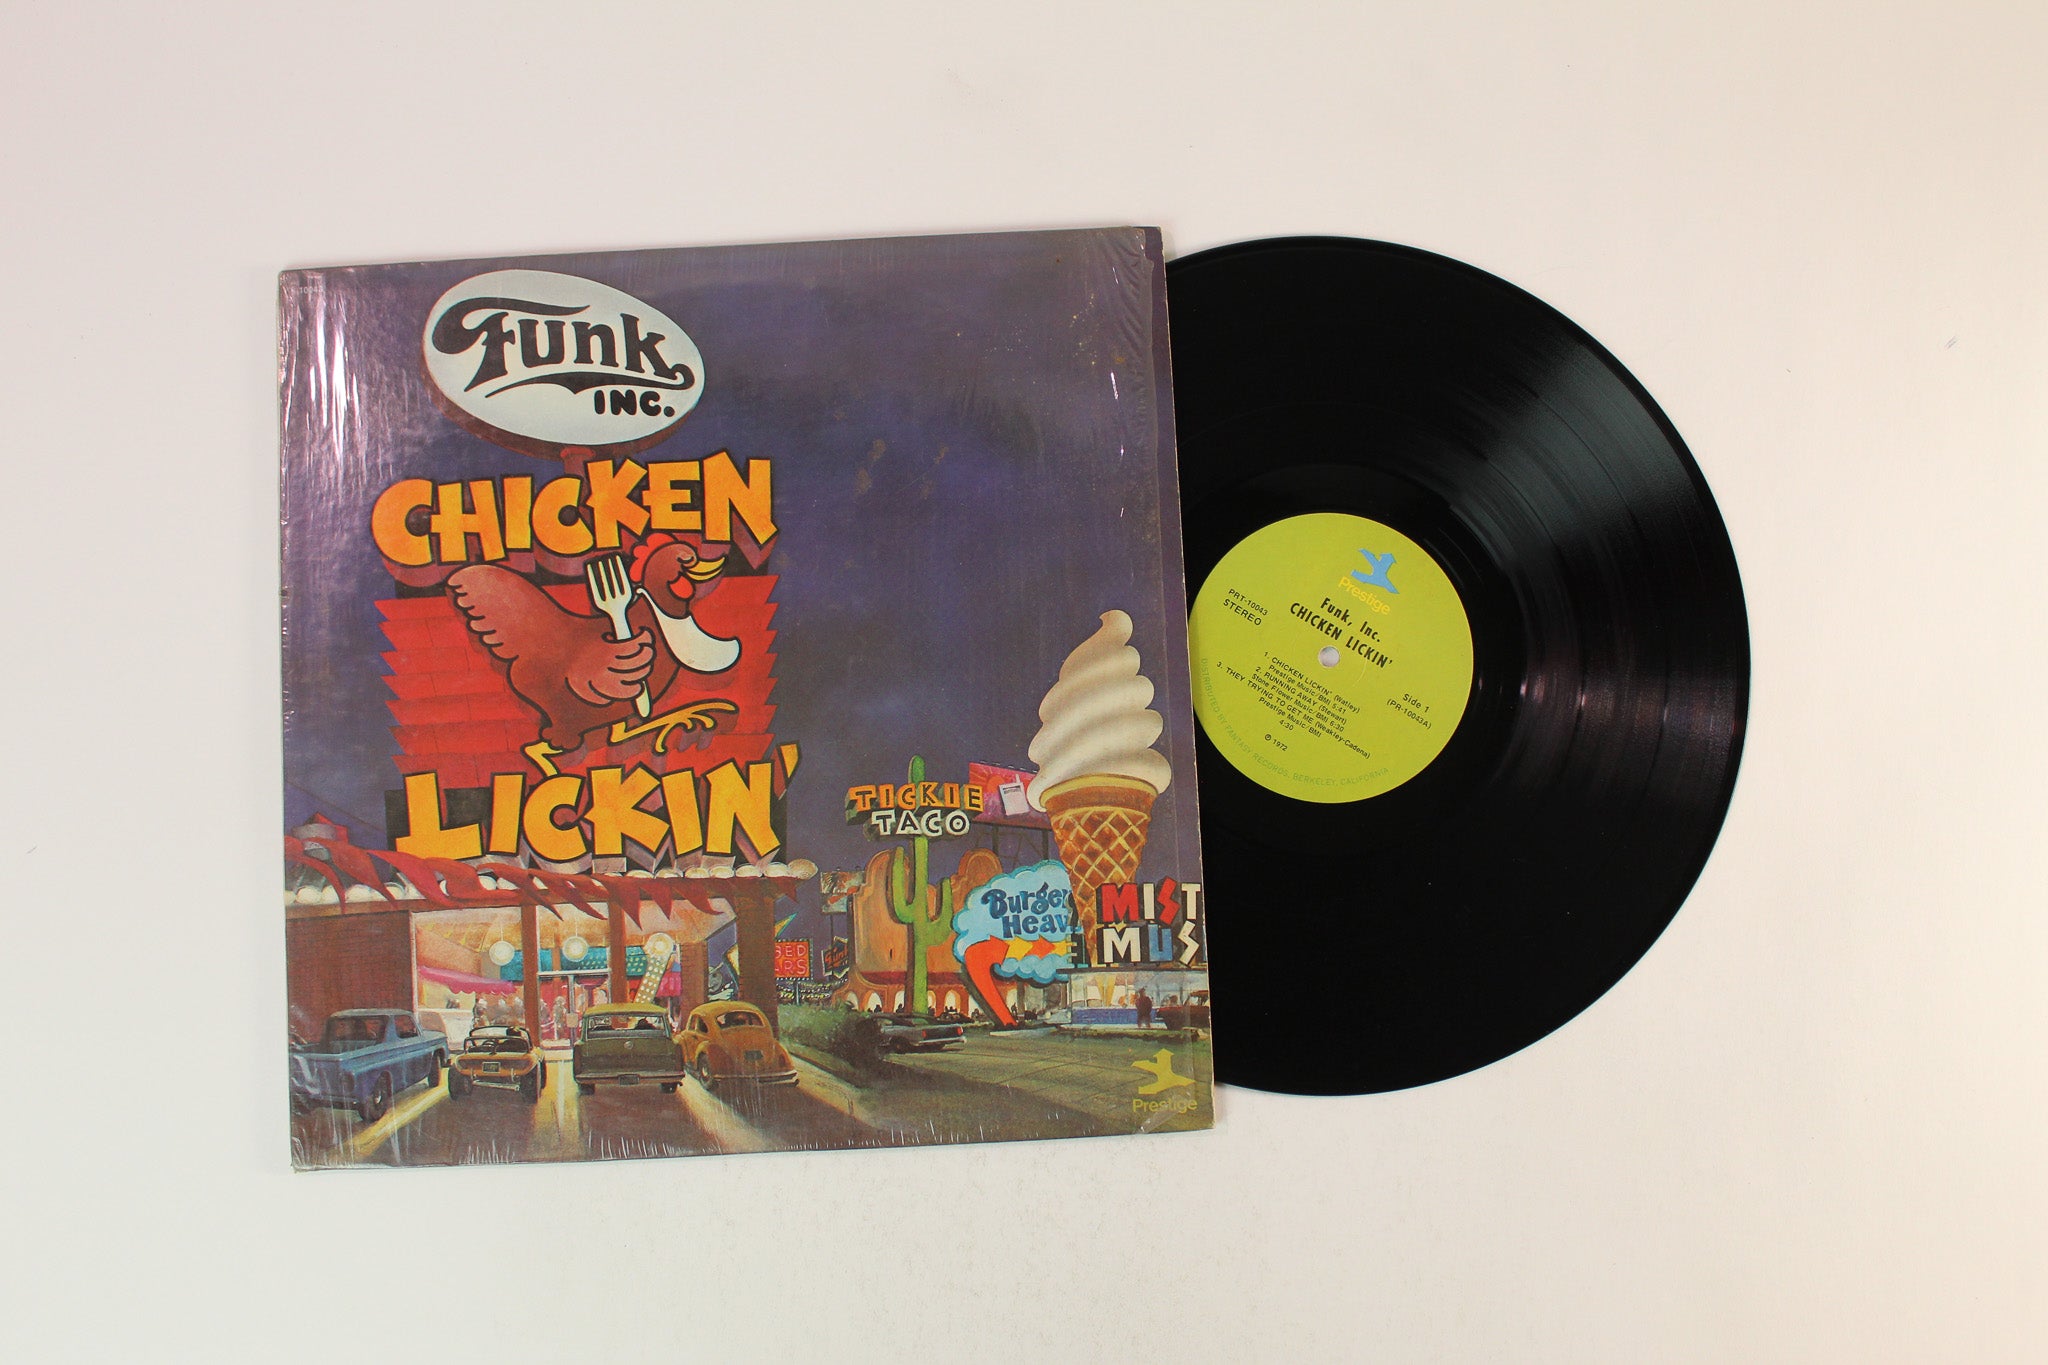 10043
Funk
INC.
CHICKEN
LICKIN'
TICKIE
TACO
Burger
Heav
MIST
MUS
Prestige
Prestige
Funk, Inc.
CHICKEN LICKIN'
PRT-10043
STEREO
1. CHICKEN LICKIN' (Watley)
Prestige Music/BMI 5:41
2. RUNNING AWAY (Stewart)
Stone Flower Music/BMI 6:30
3. THEY TRYING TO GET ME (Weakley-Cadena)
Prestige Music/BMI
4:30
Side 1
(PR-10043A)
℗ 1972
DISTRIBUTED BY FANTASY RECORDS, BERKELEY, CALIFORNIA